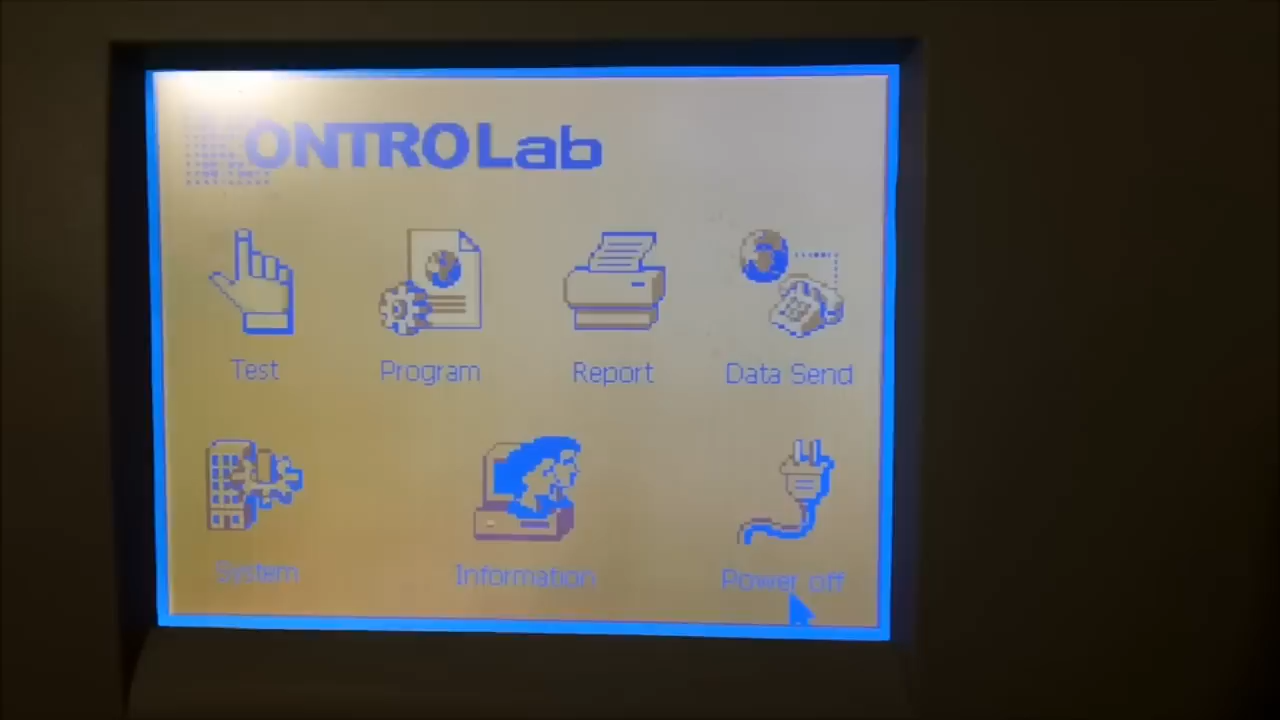 ONTROLab
Test Program Report Data Send
System Information Power off